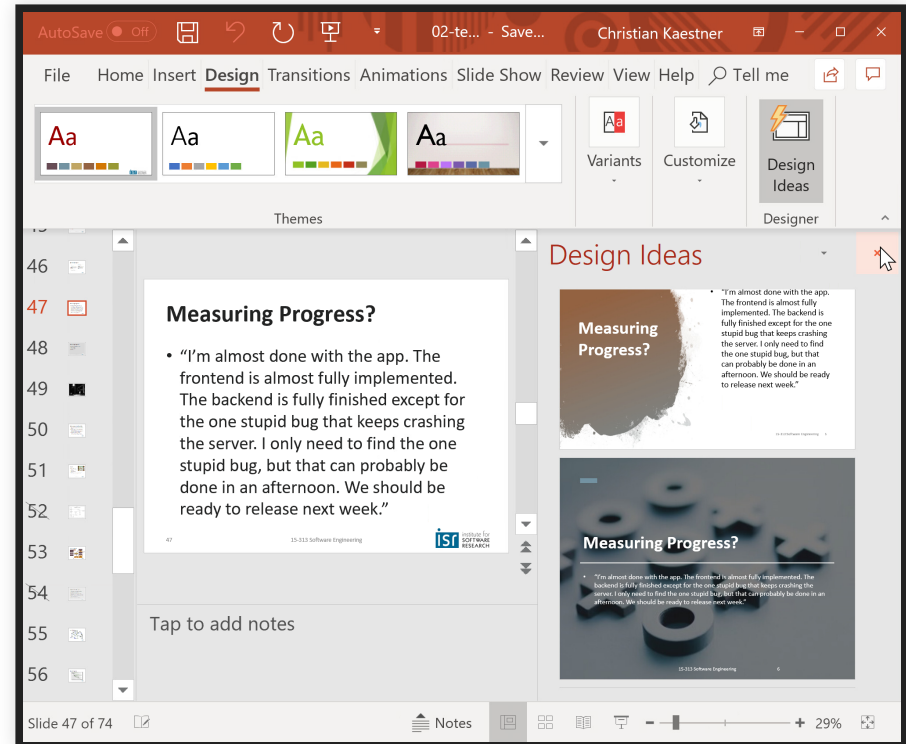 AutoSave Off 02-te... - Save... Christian Kaestner
File Home Insert Design Transitions Animations Slide Show Review View Help Tell me
Aa Aa Aa Aa Aa
Variants Customize Design
Ideas
Themes Designer
46
47
48
49
50
51
52
53
54
55
56
Measuring Progress?
• “I’m almost done with the app. The
frontend is almost fully implemented.
The backend is fully finished except for
the one stupid bug that keeps crashing
the server. I only need to find the one
stupid bug, but that can probably be
done in an afternoon. We should be
ready to release next week.”
47 15-313 Software Engineering
isr institute for
SOFTWARE
RESEARCH
Tap to add notes
Design Ideas
Measuring
Progress?
• “I’m almost done with the app.
The frontend is almost fully
implemented. The backend is
fully finished except for the one
stupid bug that keeps crashing
the server. I only need to find
the one stupid bug, but that
can probably be done in an
afternoon. We should be ready
to release next week.”
15-313 Software Engineering
Measuring Progress?
• “I’m almost done with the app. The frontend is almost fully implemented. The
backend is fully finished except for the one stupid bug that keeps crashing the
server. I only need to find the one stupid bug, but that can probably be done in an
afternoon. We should be ready to release next week.”
15-313 Software Engineering 6
Slide 47 of 74 Notes 29%